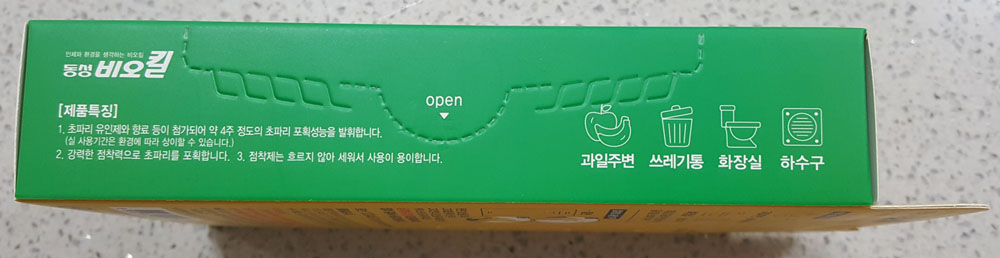 인체와 환경을 생각하는 비오킬
동성 비오킬
[제품특징]
1. 초파리 유인제와 향료 등이 첨가되어 약 4주 정도의 초파리 포획성능을 발휘합니다.
(실 사용기간은 환경에 따라 상이할 수 있습니다.)
2. 강력한 점착력으로 초파리를 포획합니다. 3. 점착제는 흐르지 않아 세워서 사용이 용이합니다.
open
과일주변 쓰레기통 화장실 하수구